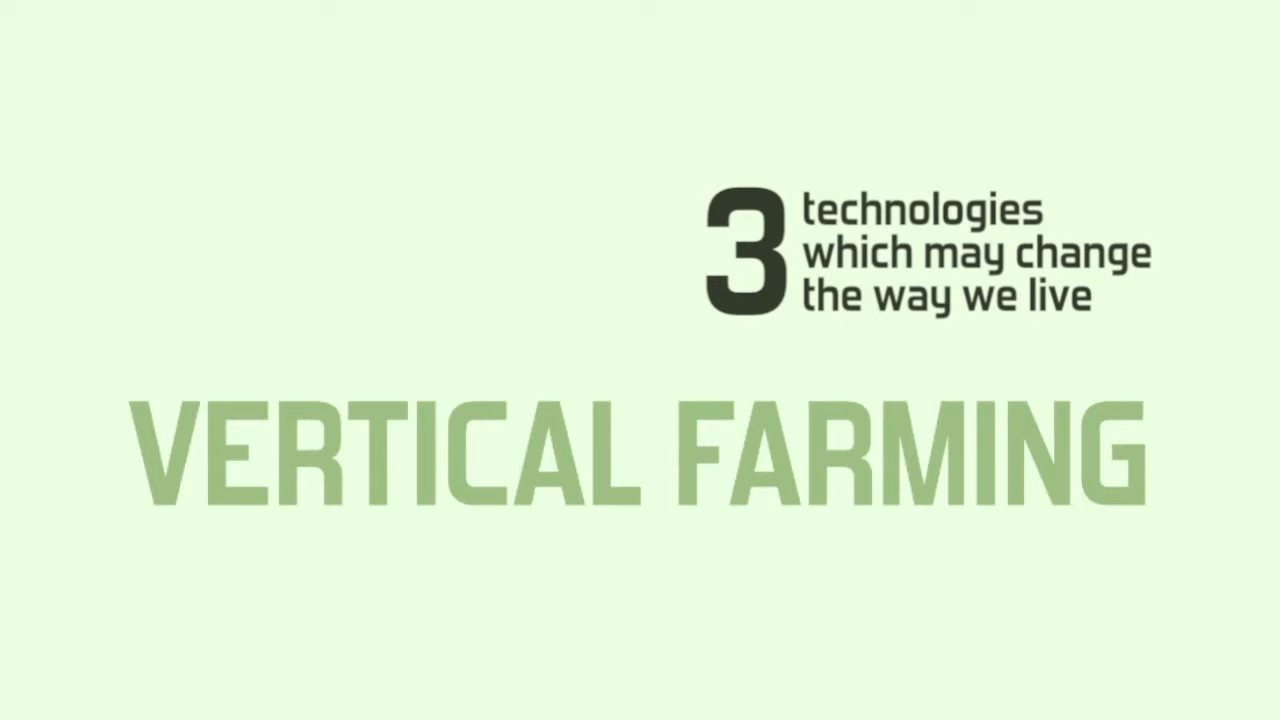 3 technologies
which may change
the way we live
VERTICAL FARMING